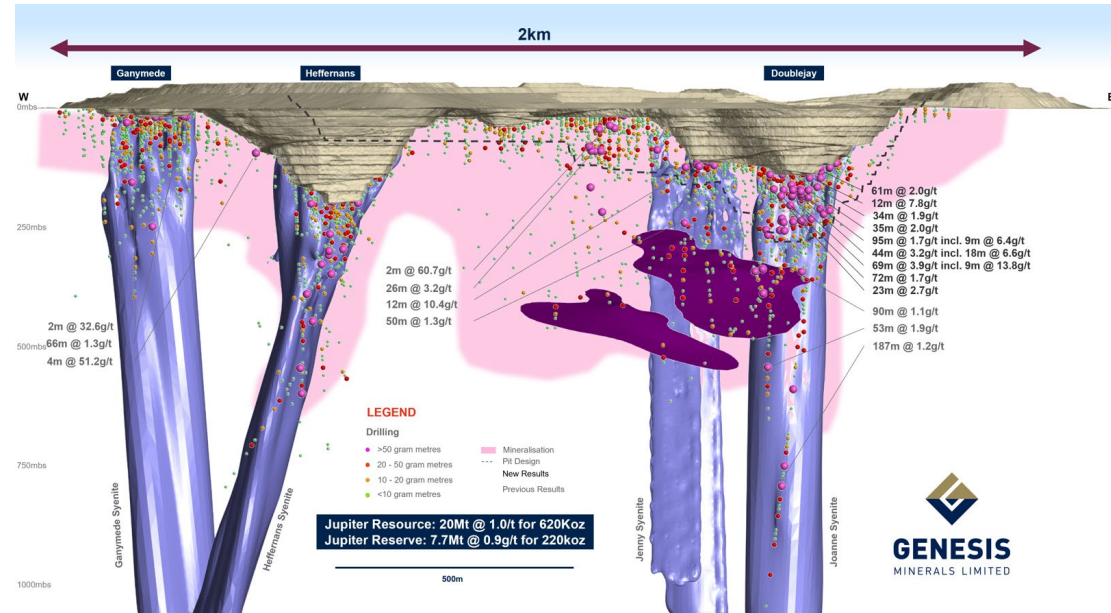 2km
Ganymede
Heffernans
Doublejay
W
E
0mbs
250mbs
500mbs
750mbs
1000mbs
61m @ 2.0g/t
12m @ 7.8g/t
34m @ 1.9g/t
35m @ 2.0g/t
95m @ 1.7g/t incl. 9m @ 6.4g/t
44m @ 3.2g/t incl. 18m @ 6.6g/t
69m @ 3.9g/t incl. 9m @ 13.8g/t
72m @ 1.7g/t
23m @ 2.7g/t
90m @ 1.1g/t
53m @ 1.9g/t
187m @ 1.2g/t
2m @ 60.7g/t
26m @ 3.2g/t
12m @ 10.4g/t
50m @ 1.3g/t
2m @ 32.6g/t
66m @ 1.3g/t
4m @ 51.2g/t
Ganymede Syenite
Heffernans Syenite
Jenny Syenite
Joanne Syenite
LEGEND
Drilling
>50 gram metres
20 - 50 gram metres
10 - 20 gram metres
<10 gram metres
Mineralisation
Pit Design
New Results
Previous Results
Jupiter Resource: 20Mt @ 1.0/t for 620Koz
Jupiter Reserve: 7.7Mt @ 0.9g/t for 220koz
500m
GENESIS
MINERALS LIMITED